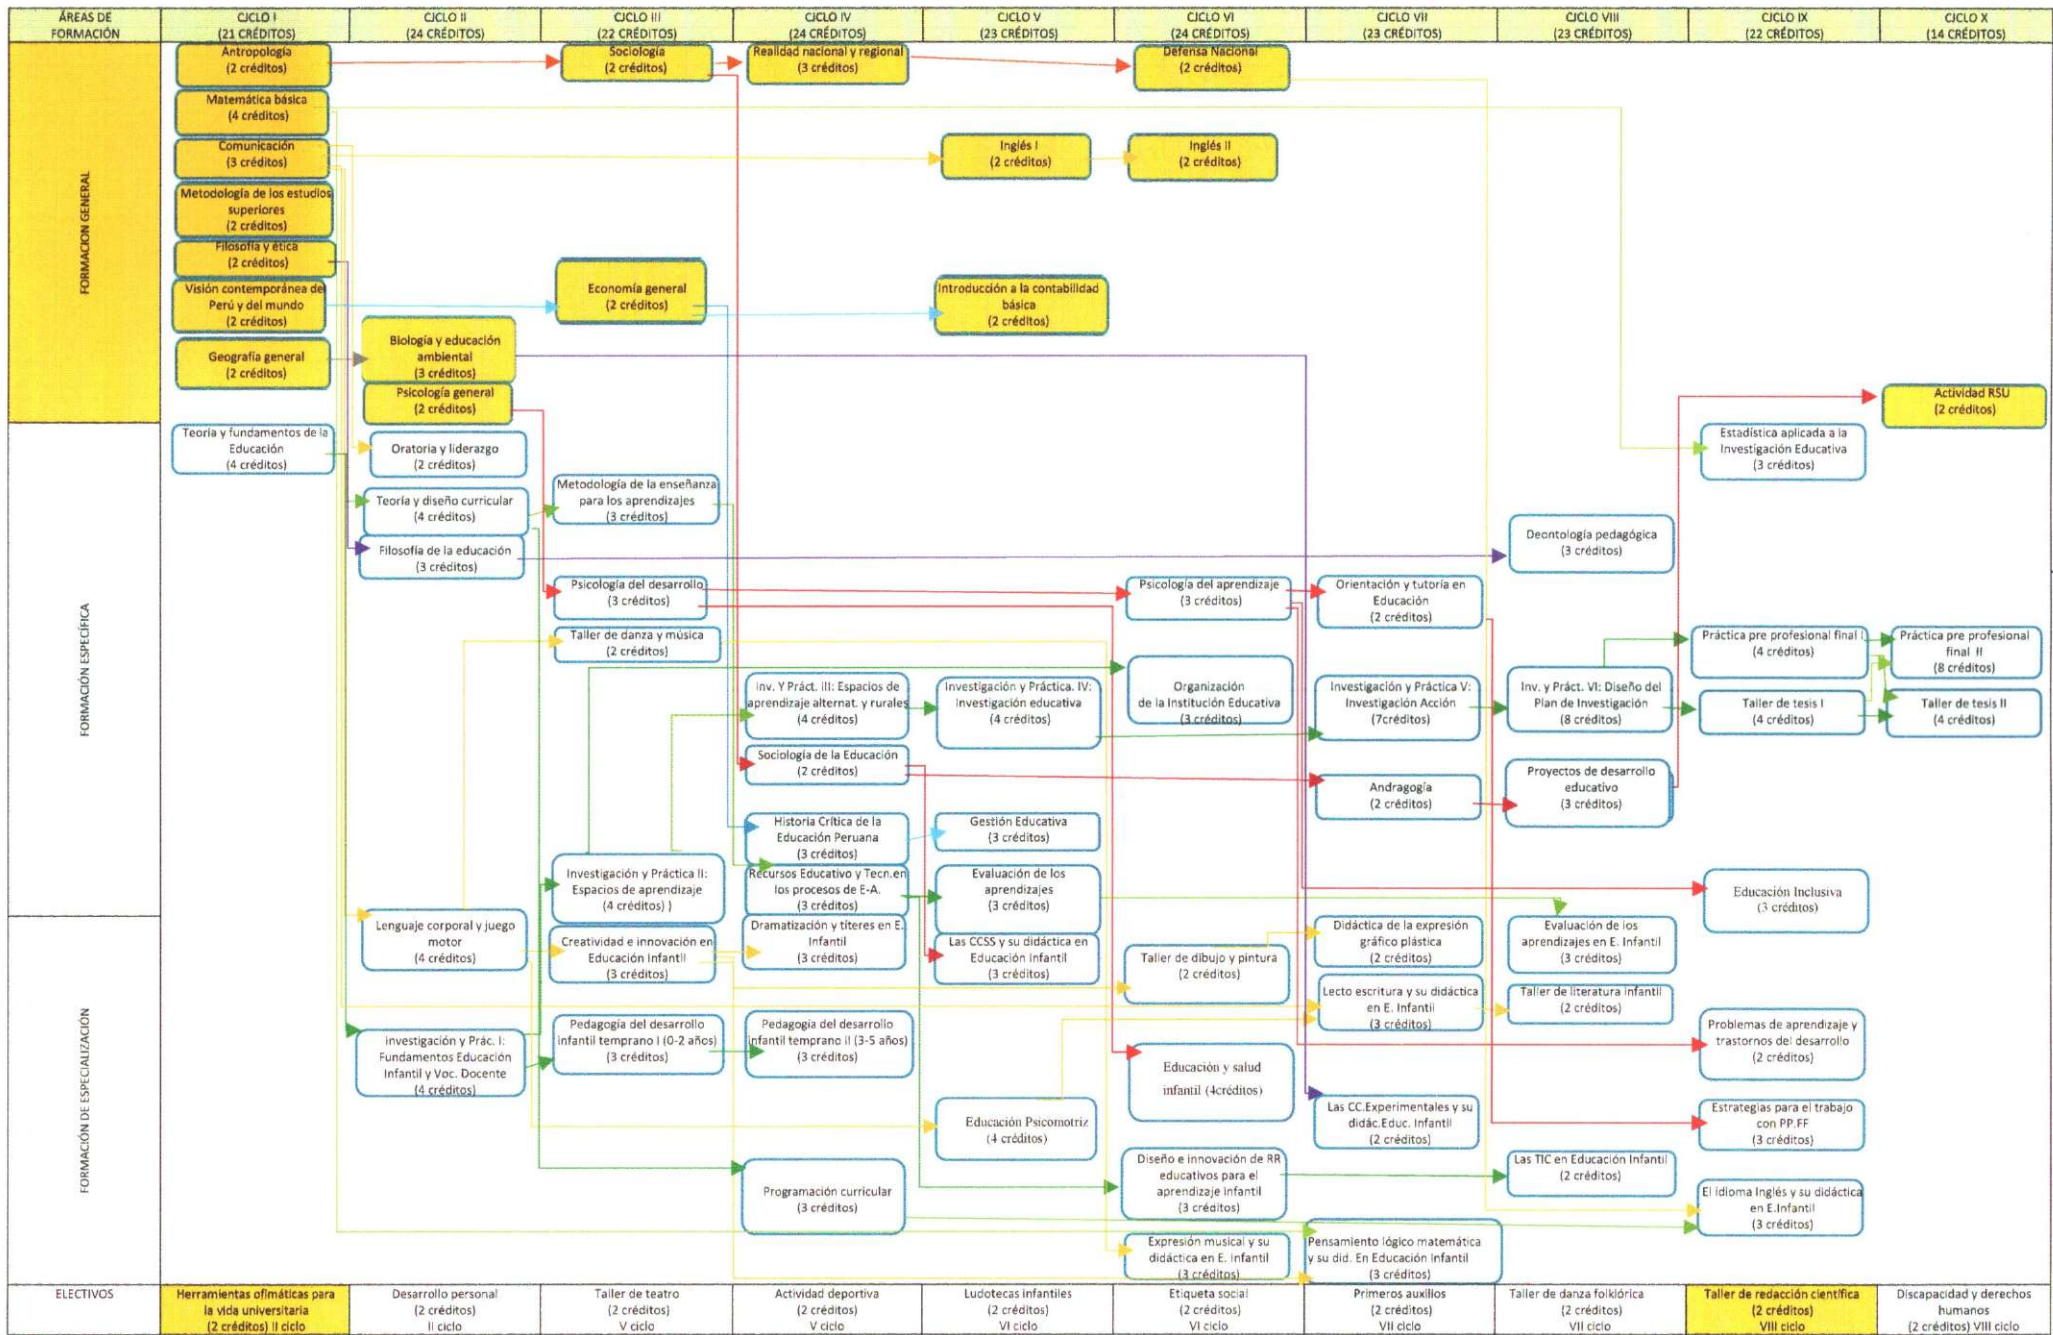 ÁREAS DE
FORMACIÓN
CICLO I
(21 CRÉDITOS)
CICLO II
(24 CRÉDITOS)
CICLO III
(22 CRÉDITOS)
CICLO IV
(24 CRÉDITOS)
CICLO V
(23 CRÉDITOS)
CICLO VI
(24 CRÉDITOS)
CICLO VII
(23 CRÉDITOS)
CICLO VIII
(23 CRÉDITOS)
CICLO IX
(22 CRÉDITOS)
CICLO X
(14 CRÉDITOS)
FORMACION GENERAL
Antropología
(2 créditos)
Matemática básica
(4 créditos)
Comunicación
(3 créditos)
Metodología de los estudios
superiores
(2 créditos)
Filosofía y ética
(2 créditos)
Visión contemporánea del
Perú y del mundo
(2 créditos)
Geografía general
(2 créditos)
Biología y educación
ambiental
(3 créditos)
Psicología general
(2 créditos)
Sociología
(2 créditos)
Economía general
(2 créditos)
Realidad nacional y regional
(3 créditos)
Inglés I
(2 créditos)
Introducción a la contabilidad
básica
(2 créditos)
Defensa Nacional
(2 créditos)
Inglés II
(2 créditos)
Actividad RSU
(2 créditos)
FORMACIÓN ESPECÍFICA
Teoría y fundamentos de la
Educación
(4 créditos)
Oratoria y liderazgo
(2 créditos)
Teoría y diseño curricular
(4 créditos)
Filosofía de la educación
(3 créditos)
Metodología de la enseñanza
para los aprendizajes
(3 créditos)
Psicología del desarrollo
(3 créditos)
Taller de danza y música
(2 créditos)
Investigación y Práctica II:
Espacios de aprendizaje
(4 créditos) )
Inv. Y Práct. III: Espacios de
aprendizaje alternat. y rurales
(4 créditos)
Sociología de la Educación
(2 créditos)
Historia Crítica de la
Educación Peruana
(3 créditos)
Recursos Educativo y Tecn.en
los procesos de E-A.
(3 créditos)
Investigación y Práctica. IV:
Investigación educativa
(4 créditos)
Gestión Educativa
(3 créditos)
Evaluación de los
aprendizajes
(3 créditos)
Psicología del aprendizaje
(3 créditos)
Organización
de la Institución Educativa
(3 créditos)
Orientación y tutoría en
Educación
(2 créditos)
Investigación y Práctica V:
Investigación Acción
(7créditos)
Andragogía
(2 créditos)
Deontología pedagógica
(3 créditos)
Inv. y Práct. VI: Diseño del
Plan de Investigación
(8 créditos)
Proyectos de desarrollo
educativo
(3 créditos)
Estadística aplicada a la
Investigación Educativa
(3 créditos)
Práctica pre profesional final I
(4 créditos)
Taller de tesis I
(4 créditos)
Educación Inclusiva
(3 créditos)
Práctica pre profesional
final II
(8 créditos)
Taller de tesis II
(4 créditos)
FORMACIÓN DE ESPECIALIZACIÓN
Lenguaje corporal y juego
motor
(4 créditos)
Investigación y Prác. I:
Fundamentos Educación
Infantil y Voc. Docente
(4 créditos)
Creatividad e innovación en
Educación Infantil
(3 créditos)
Pedagogía del desarrollo
infantil temprano I (0-2 años)
(3 créditos)
Dramatización y títeres en E.
Infantil
(3 créditos)
Pedagogía del desarrollo
infantil temprano II (3-5 años)
(3 créditos)
Programación curricular
(3 créditos)
Las CCSS y su didáctica en
Educación Infantil
(3 créditos)
Educación Psicomotriz
(4 créditos)
Taller de dibujo y pintura
(2 créditos)
Educación y salud
infantil (4créditos)
Diseño e innovación de RR
educativos para el
aprendizaje Infantil
(3 créditos)
Expresión musical y su
didáctica en E. Infantil
(3 créditos)
Didáctica de la expresión
gráfico plástica
(2 créditos)
Lecto escritura y su didáctica
en E. Infantil
(3 créditos)
Las CC.Experimentales y su
didác.Educ. Infantil
(2 créditos)
Pensamiento lógico matemática
y su did. En Educación Infantil
(3 créditos)
Evaluación de los
aprendizajes en E. Infantil
(3 créditos)
Taller de literatura infantil
(2 créditos)
Las TIC en Educación Infantil
(2 créditos)
Problemas de aprendizaje y
trastornos del desarrollo
(2 créditos)
Estrategias para el trabajo
con PP.FF
(3 créditos)
El idioma Inglés y su didáctica
en E.Infantil
(3 créditos)
ELECTIVOS
Herramientas ofimáticas para
la vida universitaria
(2 créditos) II ciclo
Desarrollo personal
(2 créditos)
II ciclo
Taller de teatro
(2 créditos)
V ciclo
Actividad deportiva
(2 créditos)
V ciclo
Ludotecas infantiles
(2 créditos)
VI ciclo
Etiqueta social
(2 créditos)
VI ciclo
Primeros auxilios
(2 créditos)
VII ciclo
Taller de danza folklórica
(2 créditos)
VII ciclo
Taller de redacción científica
(2 créditos)
VIII ciclo
Discapacidad y derechos
humanos
(2 créditos) VIII ciclo